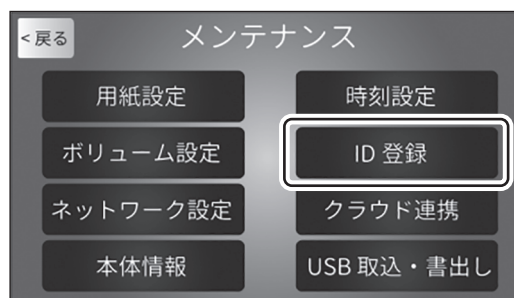 <戻る
メンテナンス
用紙設定
時刻設定
ボリューム設定
ID 登録
ネットワーク設定
クラウド連携
本体情報
USB 取込・書出し